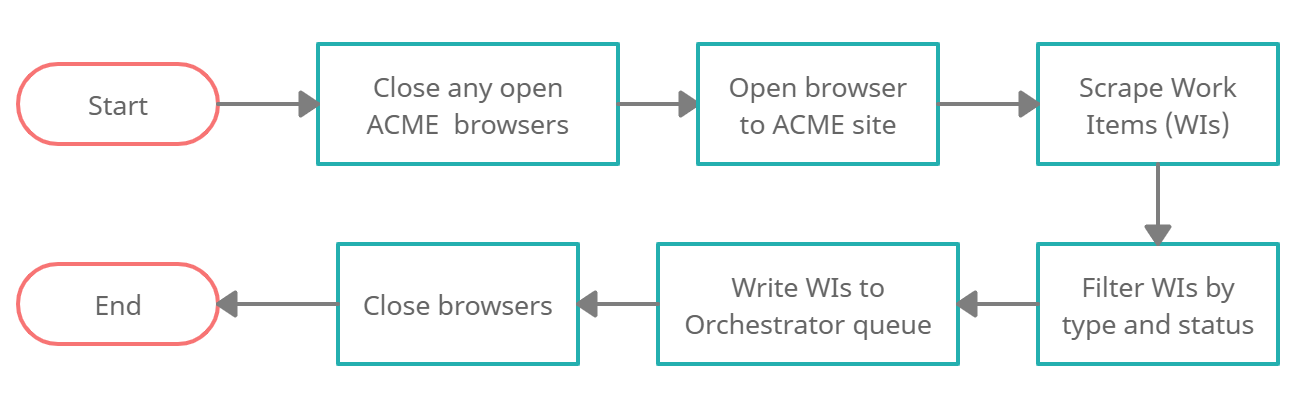 Start
Close any open
ACME  browsers
Open browser
to ACME site
Scrape Work
Items (WIs)
Filter WIs by
type and status
Write WIs to
Orchestrator queue
Close browsers
End